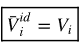 $\bar{V}_i^{id} = V_i$